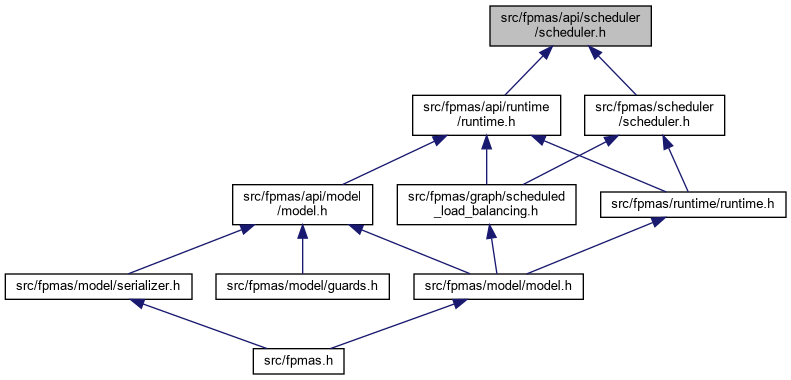 src/fpmas/api/scheduler
/scheduler.h
src/fpmas/api/runtime
/runtime.h
src/fpmas/scheduler
/scheduler.h
src/fpmas/api/model
/model.h
src/fpmas/graph/scheduled
_load_balancing.h
src/fpmas/runtime/runtime.h
src/fpmas/model/serializer.h
src/fpmas/model/guards.h
src/fpmas/model/model.h
src/fpmas.h